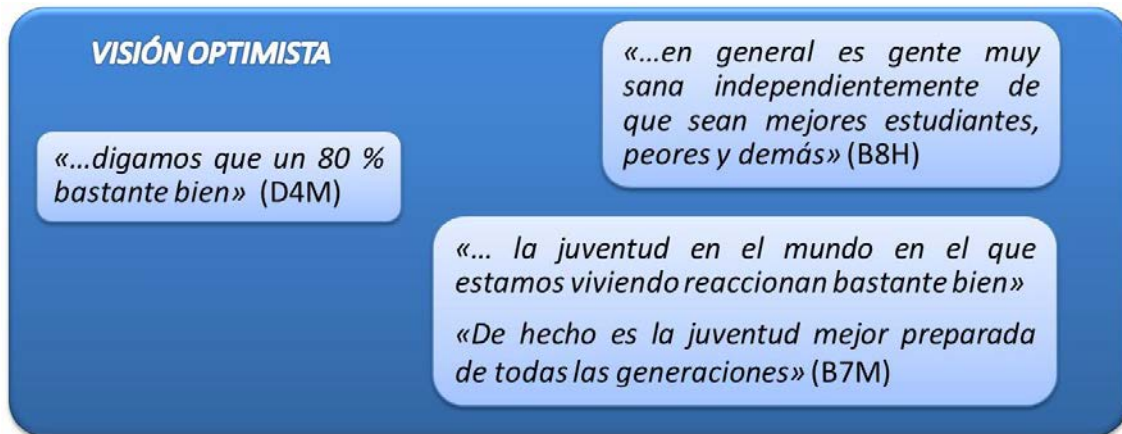 VISIÓN OPTIMISTA
«...en general es gente muy
sana independientemente de
que sean mejores estudiantes,
peores y demás» (B8H)
«...digamos que un 80 %
bastante bien» (D4M)
«... la juventud en el mundo en el que
estamos viviendo reaccionan bastante bien»
«De hecho es la juventud mejor preparada
de todas las generaciones» (B7M)